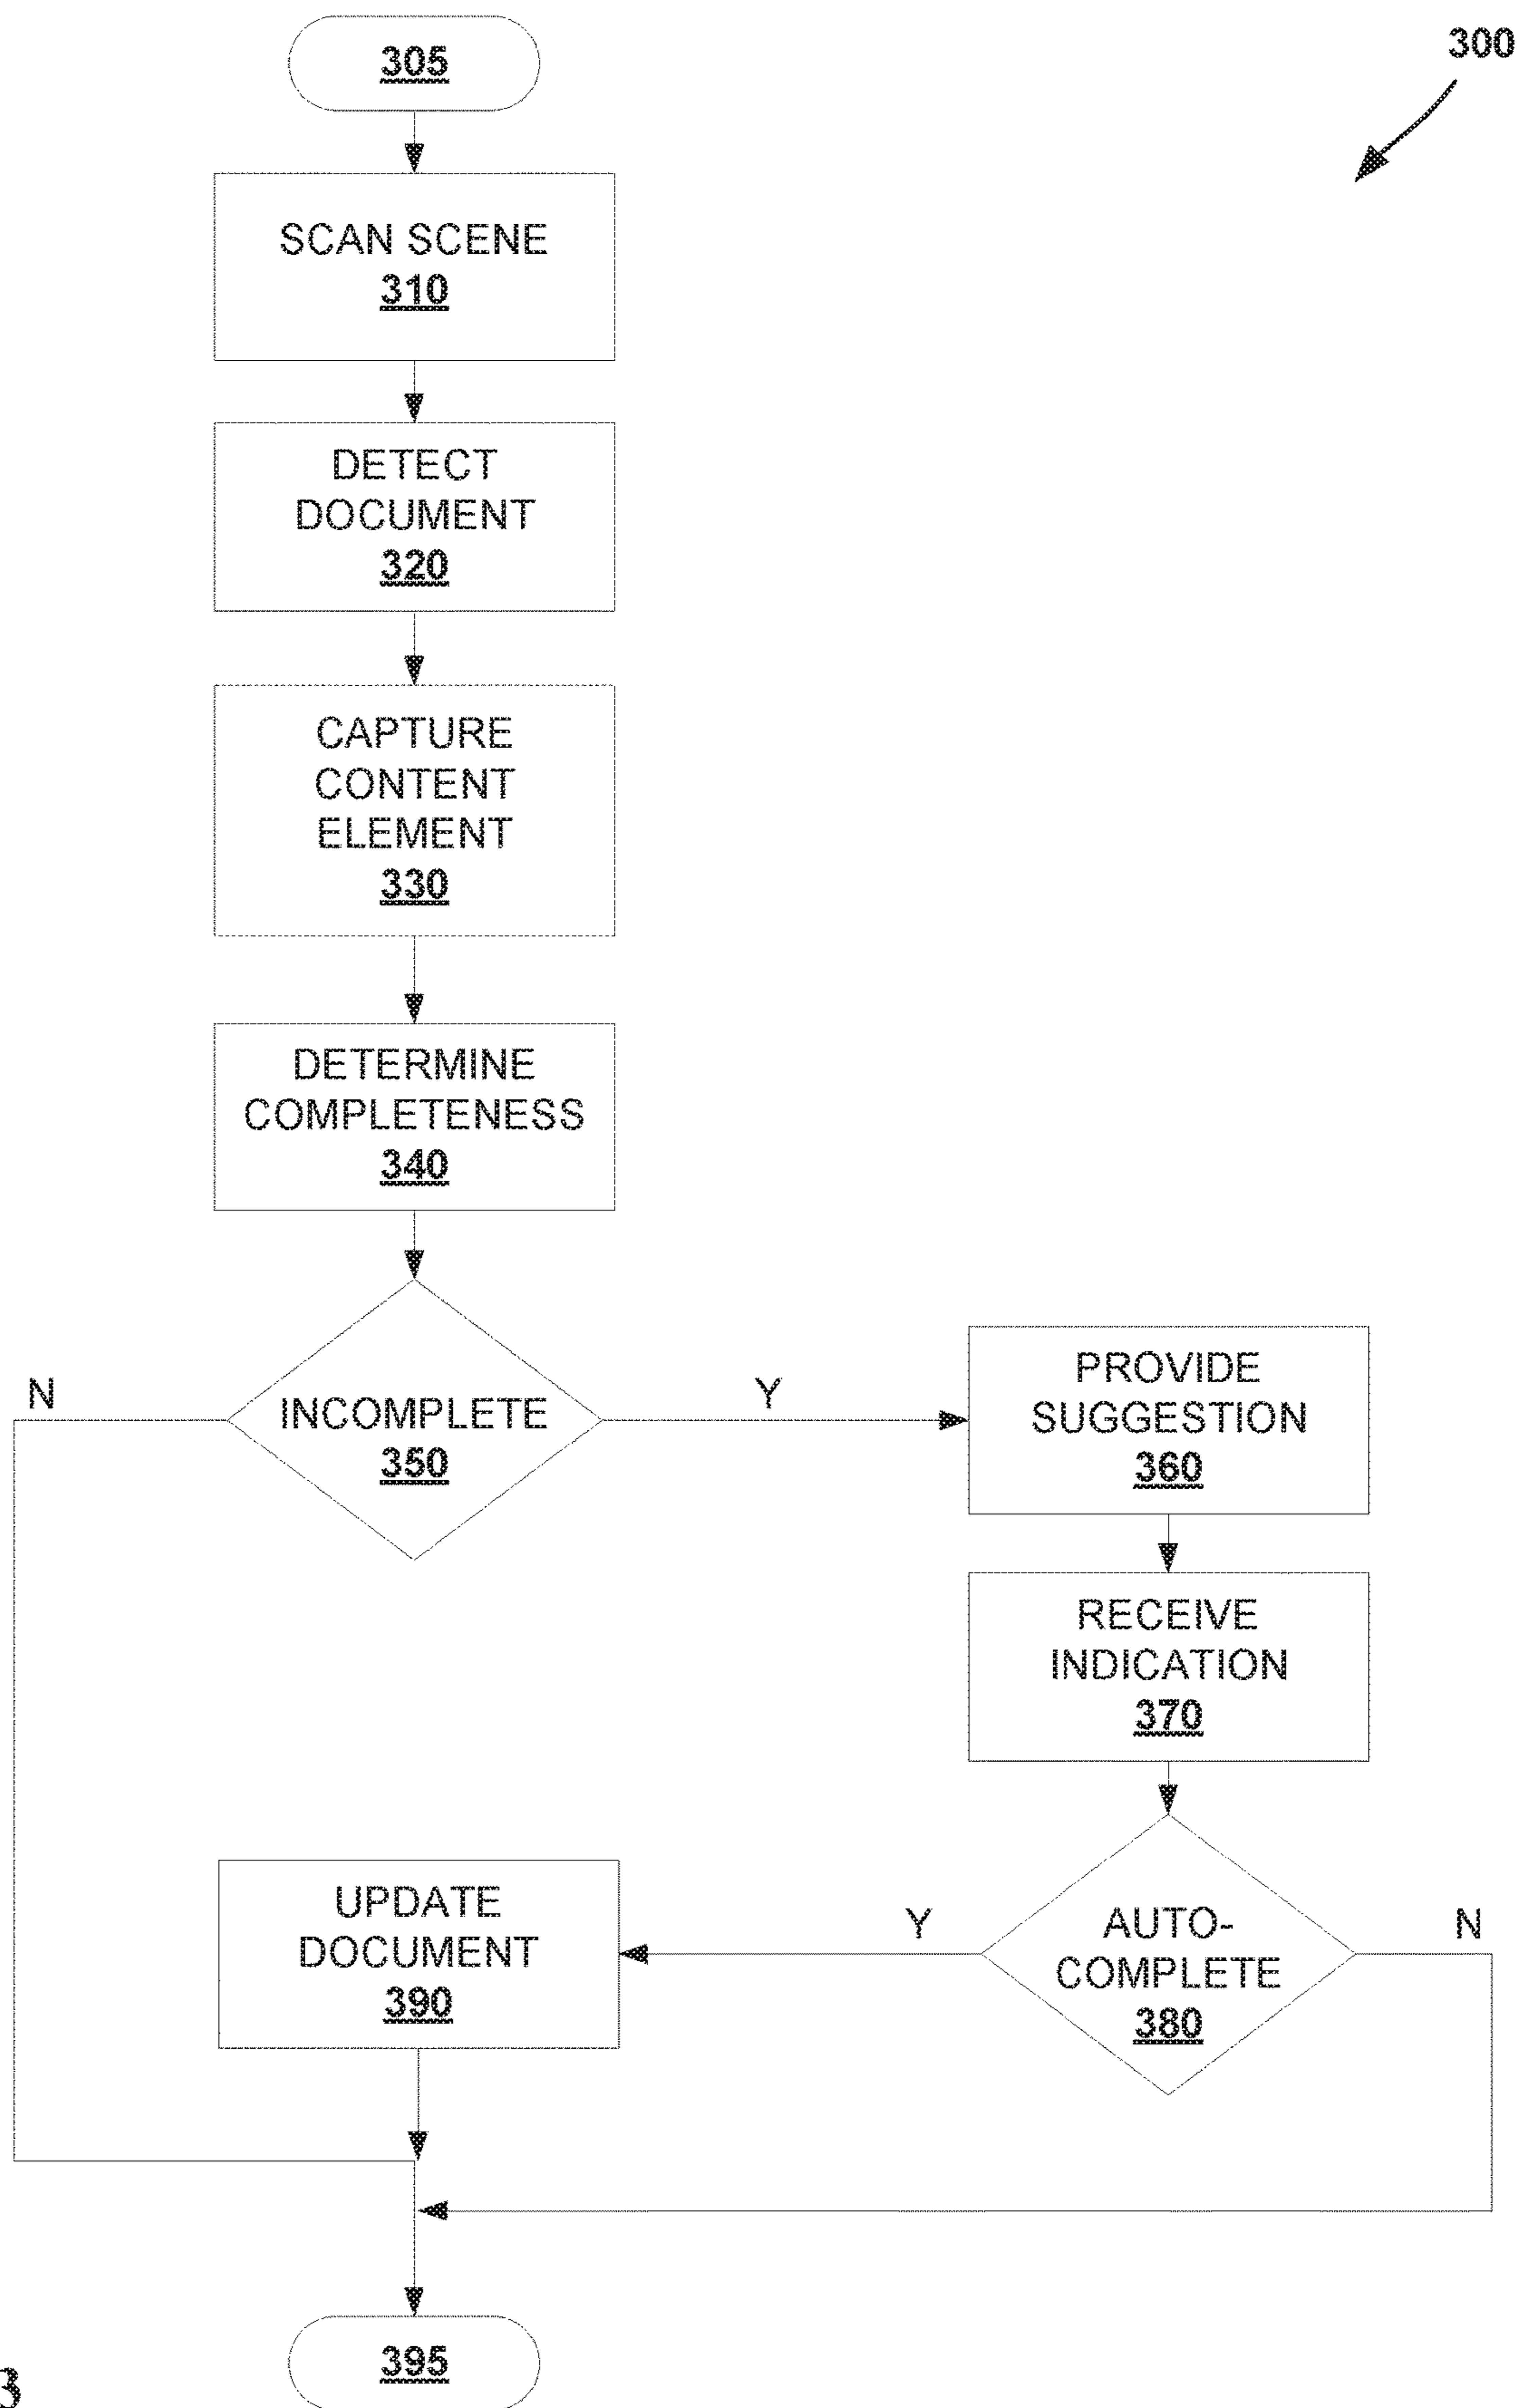 305
300
SCAN SCENE
310
DETECT
DOCUMENT
320
CAPTURE
CONTENT
ELEMENT
330
DETERMINE
COMPLETENESS
340
N
INCOMPLETE
350
Y
PROVIDE
SUGGESTION
360
RECEIVE
INDICATION
370
UPDATE
DOCUMENT
390
Y
AUTO-
COMPLETE
380
N
395
3